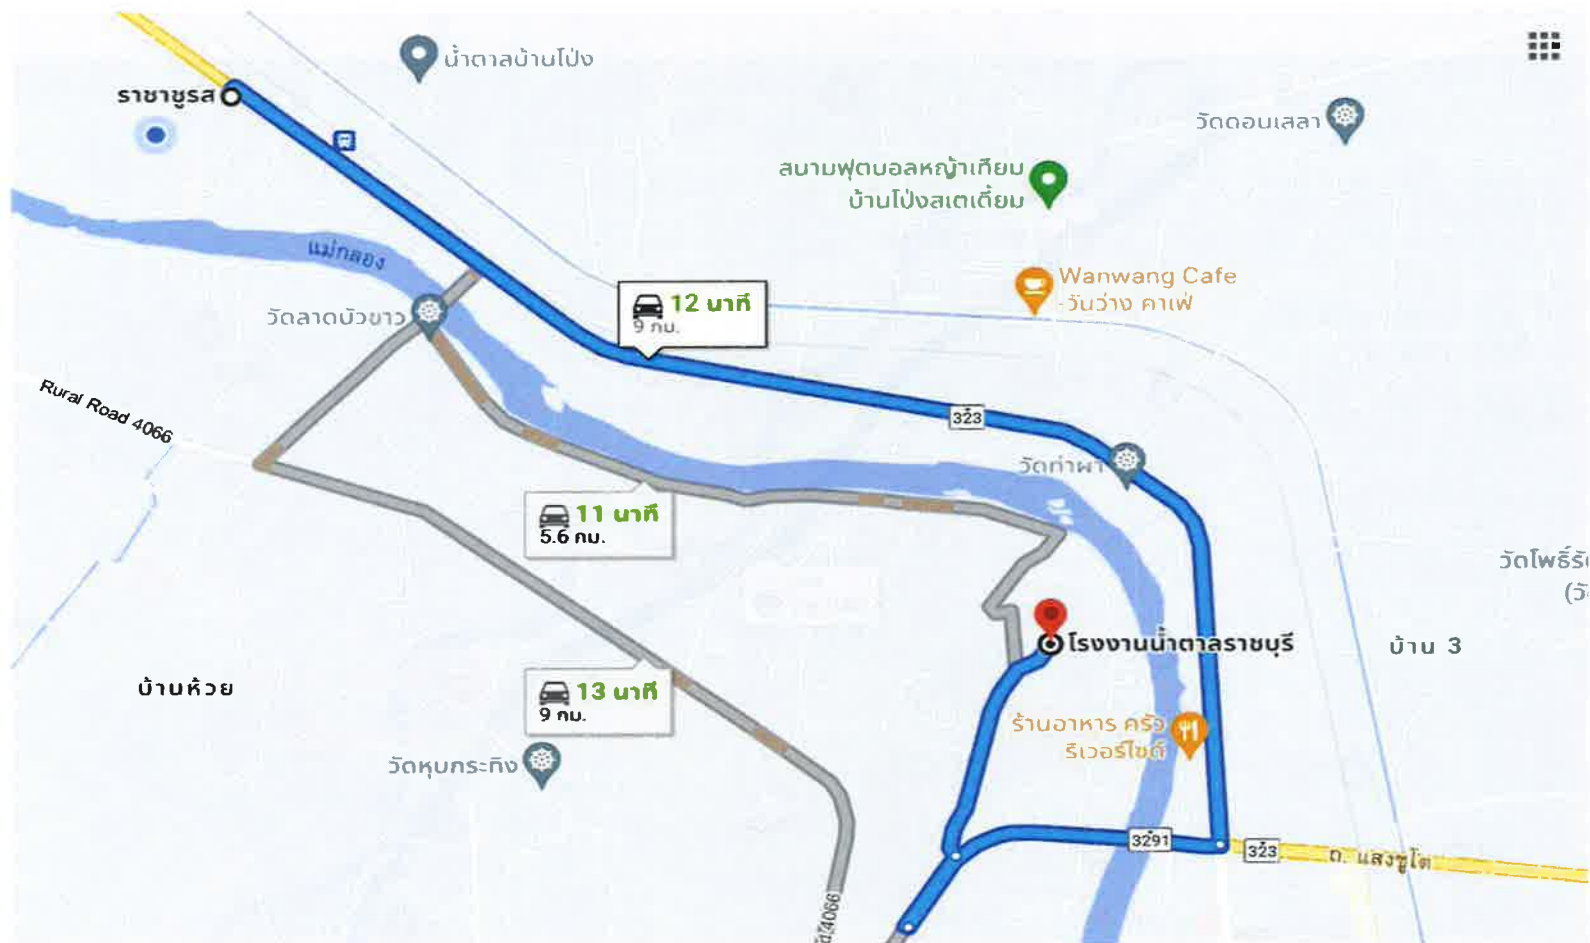 น้ำตาลบ้านโป่ง
ราชาชูรส
วัดดอนเสลา
สนามฟุตบอลหญ้าเทียม
บ้านโป่งสเตเดี้ยม
แม่กลอง
Wanwang Cafe
-วันว่าง คาเฟ่
12 นาที
9 กม.
วัดลาดบัวขาว
Rural Road 4066
323
วัดท่าผา
11 นาที
5.6 กม.
วัดโพธิ์รั
(วั
โรงงานน้ำตาลราชบุรี
บ้าน 3
บ้านห้วย
13 นาที
9 กม.
ร้านอาหาร ครัว
ริเวอร์ไซด์
วัดหุบกระทิง
3291
323
ถ. แสงชูโต
4066